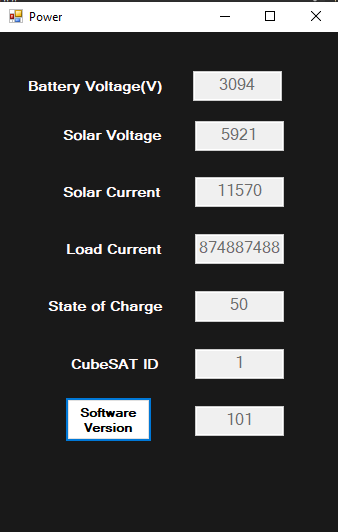 Power
Battery Voltage(V) 3094
Solar Voltage 5921
Solar Current 11570
Load Current 874887488
State of Charge 50
CubeSAT ID 1
Software
Version 101